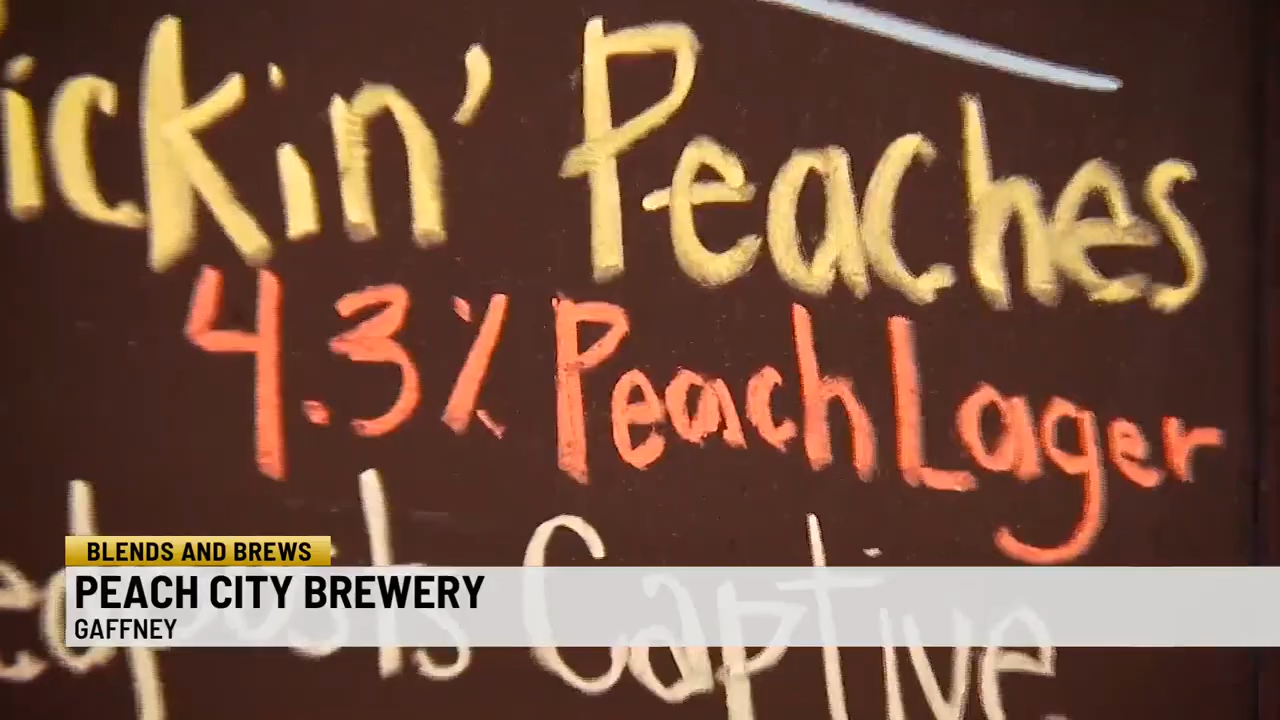 ickin' Peaches
4.3% Peach Lager
Captive
BLENDS AND BREWS
PEACH CITY BREWERY
GAFFNEY